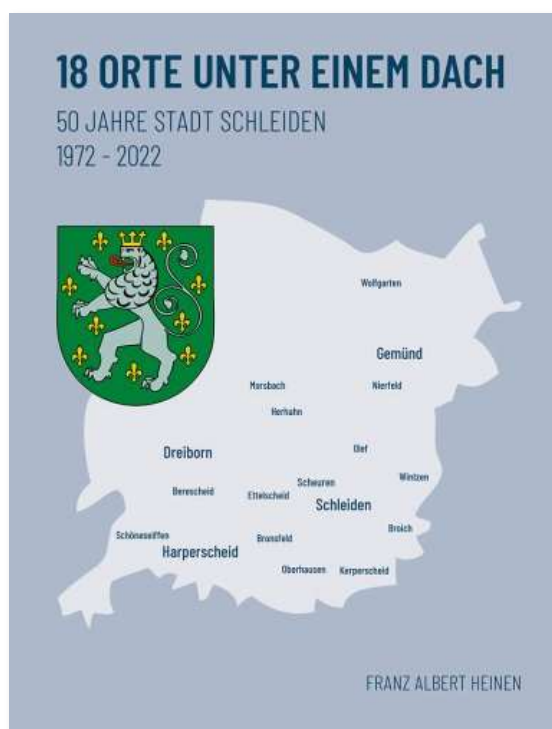 18 ORTE UNTER EINEM DACH
50 JAHRE STADT SCHLEIDEN
1972 - 2022
Wolfgarten
Gemünd
Morsbach
Nierfeld
Herhahn
Olef
Dreiborn
Wintzen
Scheuren
Berescheid
Ettelscheid
Schleiden
Broich
Schöneseiffen
Bronsfeld
Harperscheid
Oberhausen
Kerperscheid
FRANZ ALBERT HEINEN